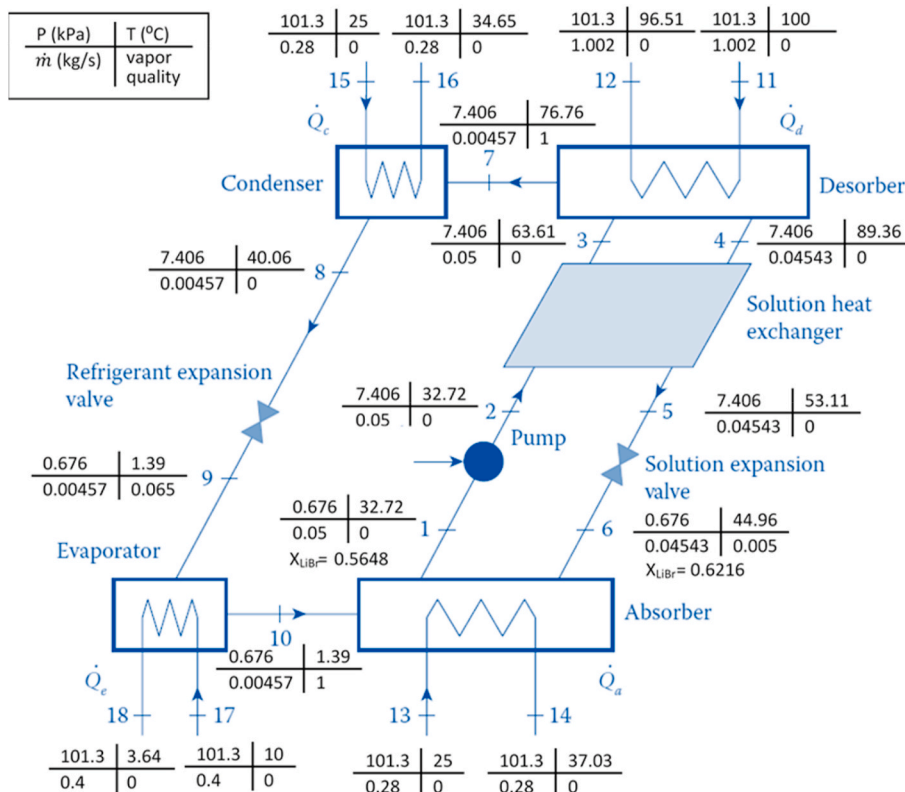 P (kPa) T (⁰C)
ṁ (kg/s) vapor quality
101.3 25
0.28 0
101.3 34.65
0.28 0
101.3 96.51
1.002 0
101.3 100
1.002 0
15 16 12 11
Q̇c
7.406 76.76
0.00457 1
7
Q̇d
Condenser
Desorber
7.406 63.61
0.05 0
3 4
7.406 89.36
0.04543 0
7.406 40.06
0.00457 0
8
Solution heat
exchanger
Refrigerant expansion
valve
7.406 32.72
0.05 0
2 5
7.406 53.11
0.04543 0
Pump
0.676 1.39
0.00457 0.065
9
Solution expansion
valve
0.676 32.72
0.05 0
XLiBr= 0.5648
1 6
0.676 44.96
0.04543 0.005
XLiBr= 0.6216
Evaporator
Absorber
10
0.676 1.39
0.00457 1
Q̇e
Q̇a
18 17 13 14
101.3 3.64
0.4 0
101.3 10
0.4 0
101.3 25
0.28 0
101.3 37.03
0.28 0